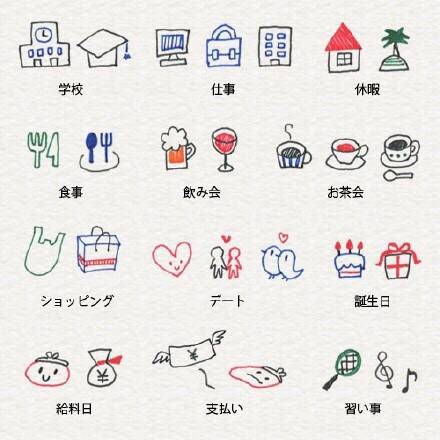 学校
仕事
休暇
食事
飲み会
お茶会
ショッピング
デート
誕生日
¥
¥
給料日
支払い
習い事